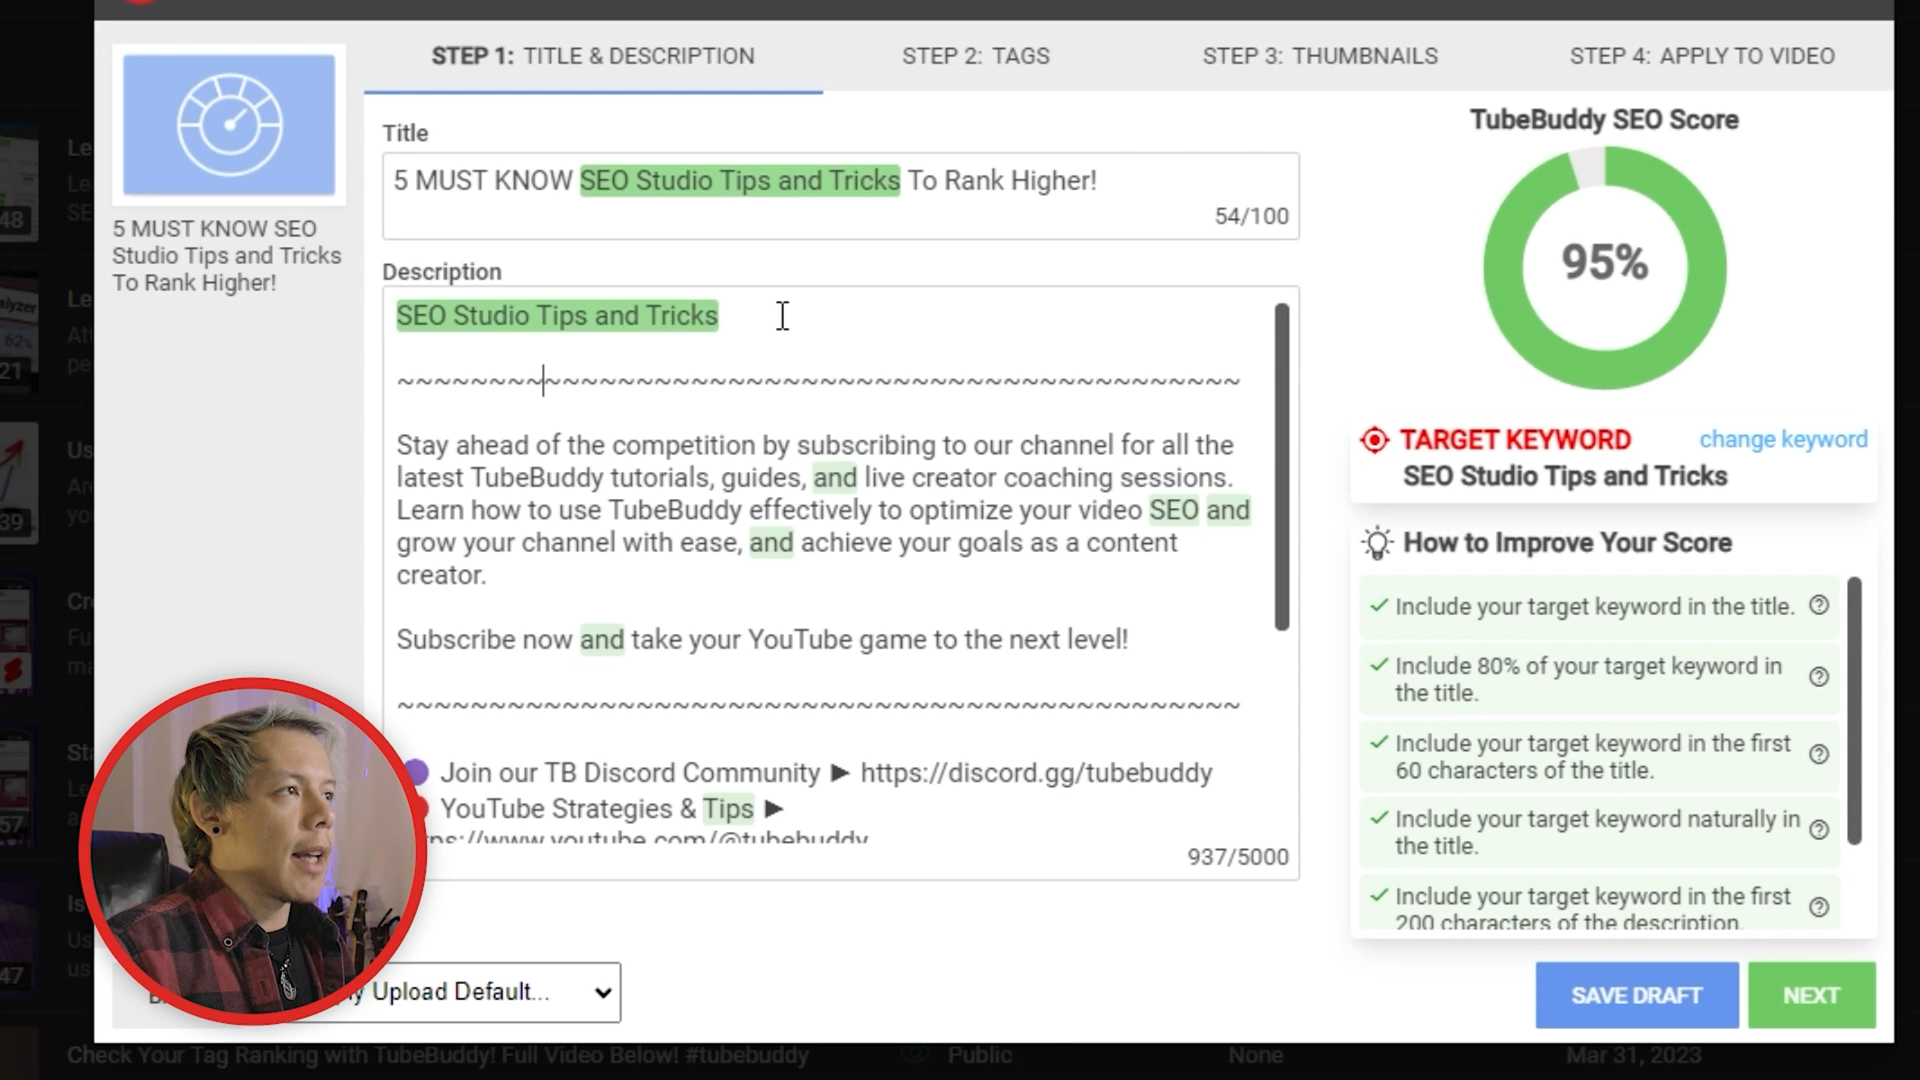 STEP 1: TITLE & DESCRIPTION
STEP 2: TAGS
STEP 3: THUMBNAILS
STEP 4: APPLY TO VIDEO
5 MUST KNOW SEO
Studio Tips and Tricks
To Rank Higher!
Title
5 MUST KNOW SEO Studio Tips and Tricks To Rank Higher!
54/100
Description
SEO Studio Tips and Tricks
~~~~~~~~~~~~~~~~~~~~~~~~~~~~~~~~~~~~~~~~~~~~~~
Stay ahead of the competition by subscribing to our channel for all the
latest TubeBuddy tutorials, guides, and live creator coaching sessions.
Learn how to use TubeBuddy effectively to optimize your video SEO and
grow your channel with ease, and achieve your goals as a content
creator.
Subscribe now and take your YouTube game to the next level!
~~~~~~~~~~~~~~~~~~~~~~~~~~~~~~~~~~~~~~~~~~~~~~
Join our TB Discord Community ► https://discord.gg/tubebuddy
YouTube Strategies & Tips ►
www.youtube.com/@tubebuddy
937/5000
Upload Default...
TubeBuddy SEO Score
95%
TARGET KEYWORD
change keyword
SEO Studio Tips and Tricks
How to Improve Your Score
Include your target keyword in the title.
Include 80% of your target keyword in
the title.
Include your target keyword in the first
60 characters of the title.
Include your target keyword naturally in
the title.
Include your target keyword in the first
200 characters of the description.
SAVE DRAFT
NEXT
Check Your Tag Ranking with TubeBuddy! Full Video Below! #tubebuddy
Public
None
Mar 31, 2023